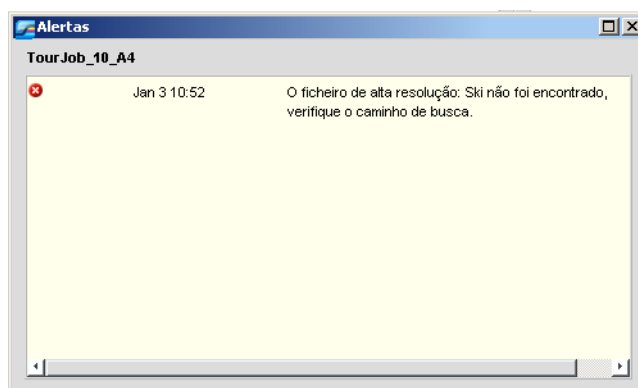 Alertas
TourJob_10_A4
Jan 3 10:52 O ficheiro de alta resolução: Ski não foi encontrado,
verifique o caminho de busca.